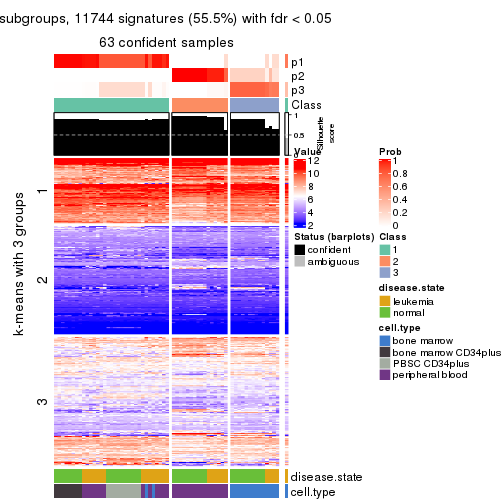 subgroups, 11744 signatures (55.5%) with fdr < 0.05
63 confident samples
p1
p2
p3
Class
1
0.5
0
Silhouette
score
k-means with 3 groups
1
2
3
Value
12
10
8
6
4
2
Status (barplots)
confident
ambiguous
Prob
1
0.8
0.6
0.4
0.2
0
Class
1
2
3
disease.state
leukemia
normal
cell.type
bone marrow
bone marrow CD34plus
PBSC CD34plus
peripheral blood
disease.state
cell.type